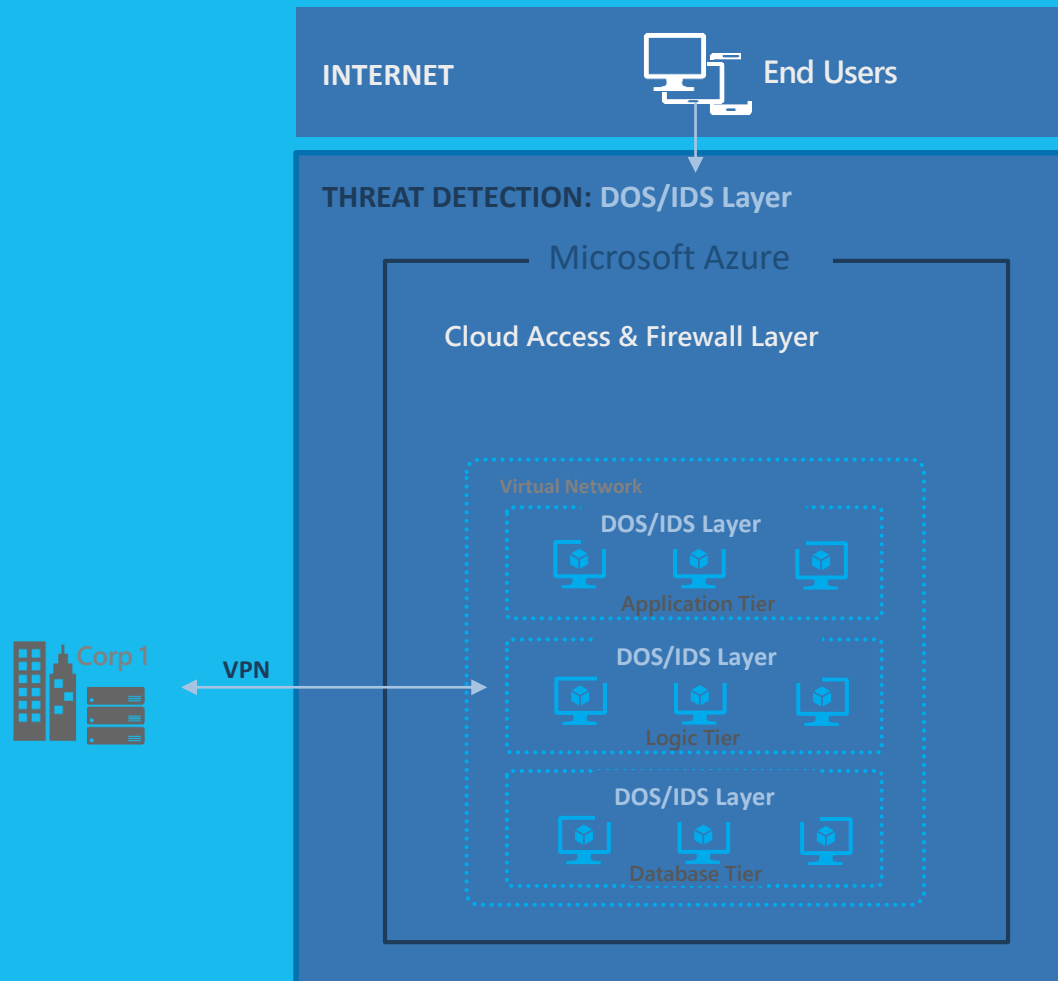 INTERNET
End Users
THREAT DETECTION: DOS/IDS Layer
Microsoft Azure
Cloud Access & Firewall Layer
Virtual Network
DOS/IDS Layer
Application Tier
Corp 1
VPN
DOS/IDS Layer
Logic Tier
DOS/IDS Layer
Database Tier